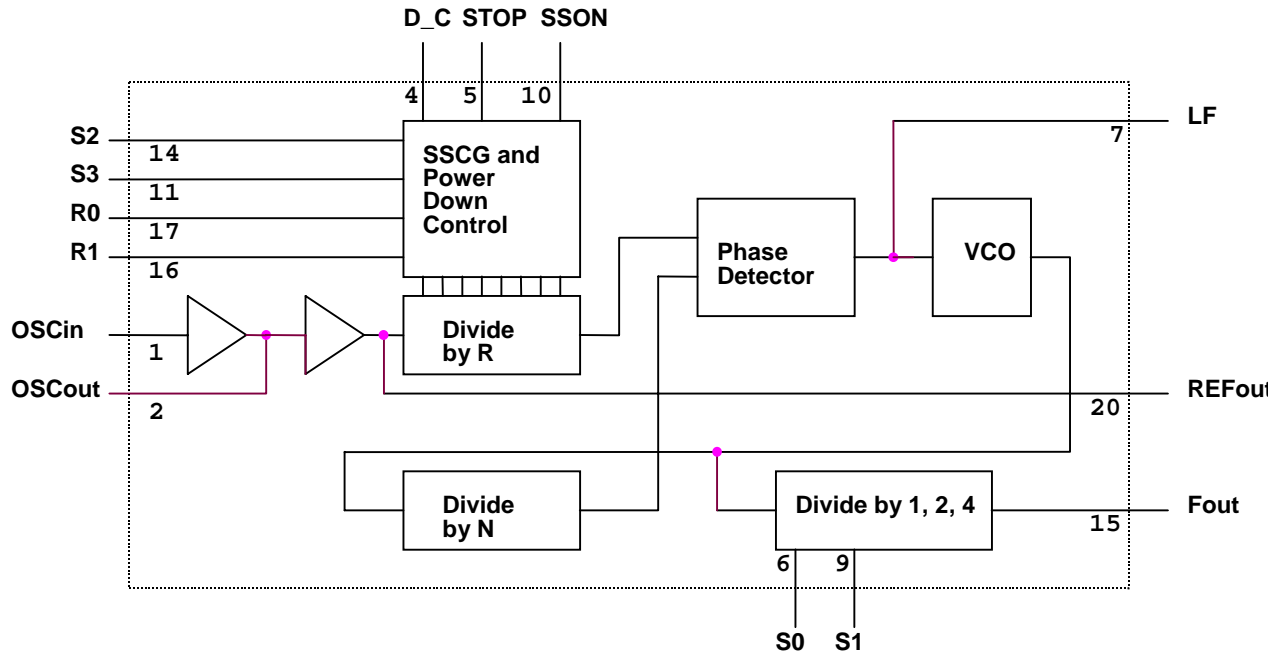 D_C STOP SSON
4 5 10
LF
7
S2
14
S3
11
R0
17
R1
16
SSCG and
Power
Down
Control
Phase
Detector
VCO
OSCin
1
Divide
by R
OSCout
2
REFout
20
Divide
by N
Divide by 1, 2, 4
Fout
15
6 9
S0 S1